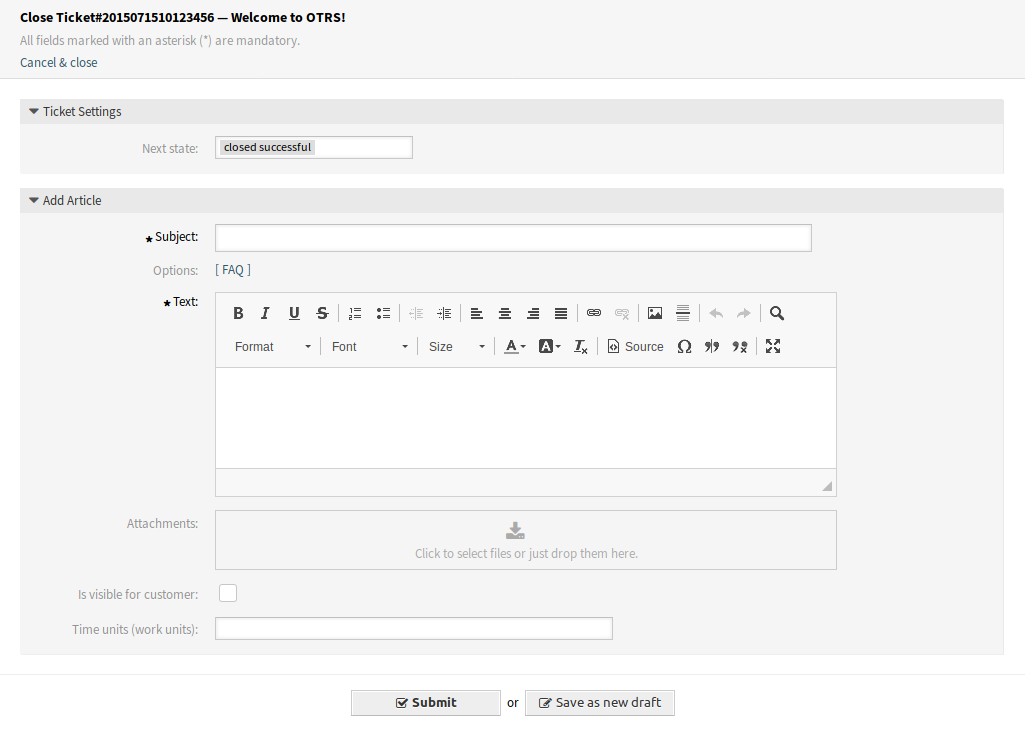 Close Ticket#2015071510123456 — Welcome to OTRS!
All fields marked with an asterisk (*) are mandatory.
Cancel & close
Ticket Settings
Next state: closed successful
Add Article
★ Subject:
Options: [ FAQ ]
★ Text:
B I U S
Format Font Size A A Tx Source Ω
Attachments:
Click to select files or just drop them here.
Is visible for customer:
Time units (work units):
Submit or Save as new draft